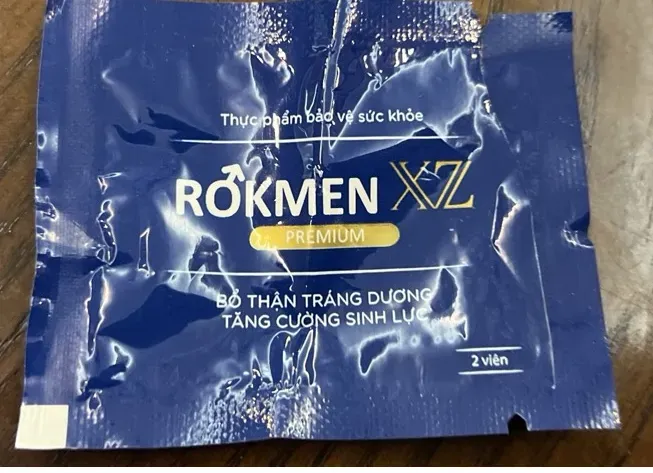 Thực phẩm bảo vệ sức khỏe
ROKMEN XZ
PREMIUM
BỔ THẬN TRÁNG DƯƠNG
TĂNG CƯỜNG SINH LỰC
2 viên